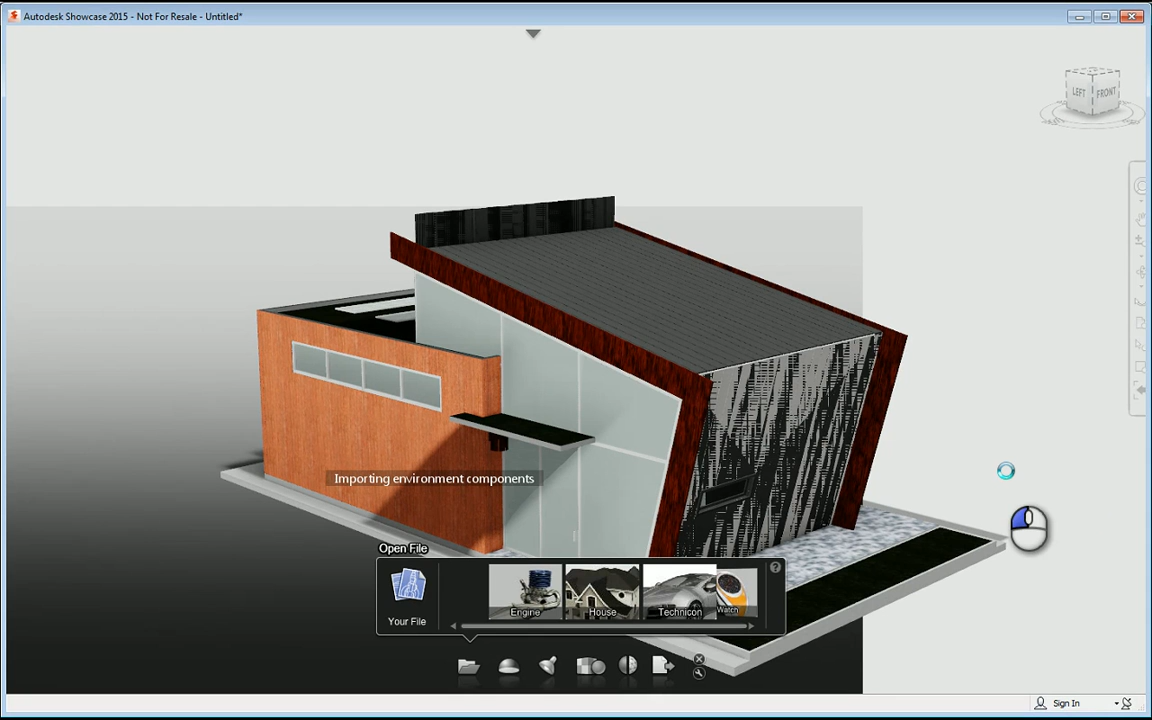 Autodesk Showcase 2015 - Not For Resale - Untitled*
LEFT
FRONT
Importing environment components
Open File
?
Your File
Engine
House
Technicon
Watch
Sign In